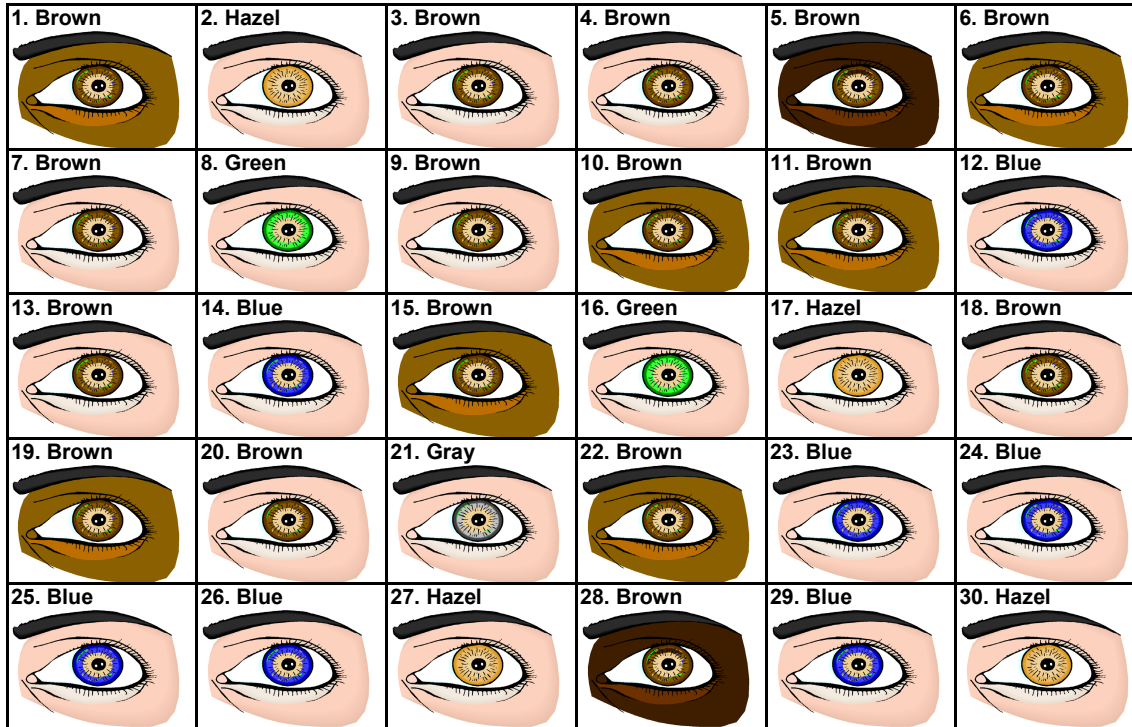 1. Brown
2. Hazel
3. Brown
4. Brown
5. Brown
6. Brown
7. Brown
8. Green
9. Brown
10. Brown
11. Brown
12. Blue
13. Brown
14. Blue
15. Brown
16. Green
17. Hazel
18. Brown
19. Brown
20. Brown
21. Gray
22. Brown
23. Blue
24. Blue
25. Blue
26. Blue
27. Hazel
28. Brown
29. Blue
30. Hazel